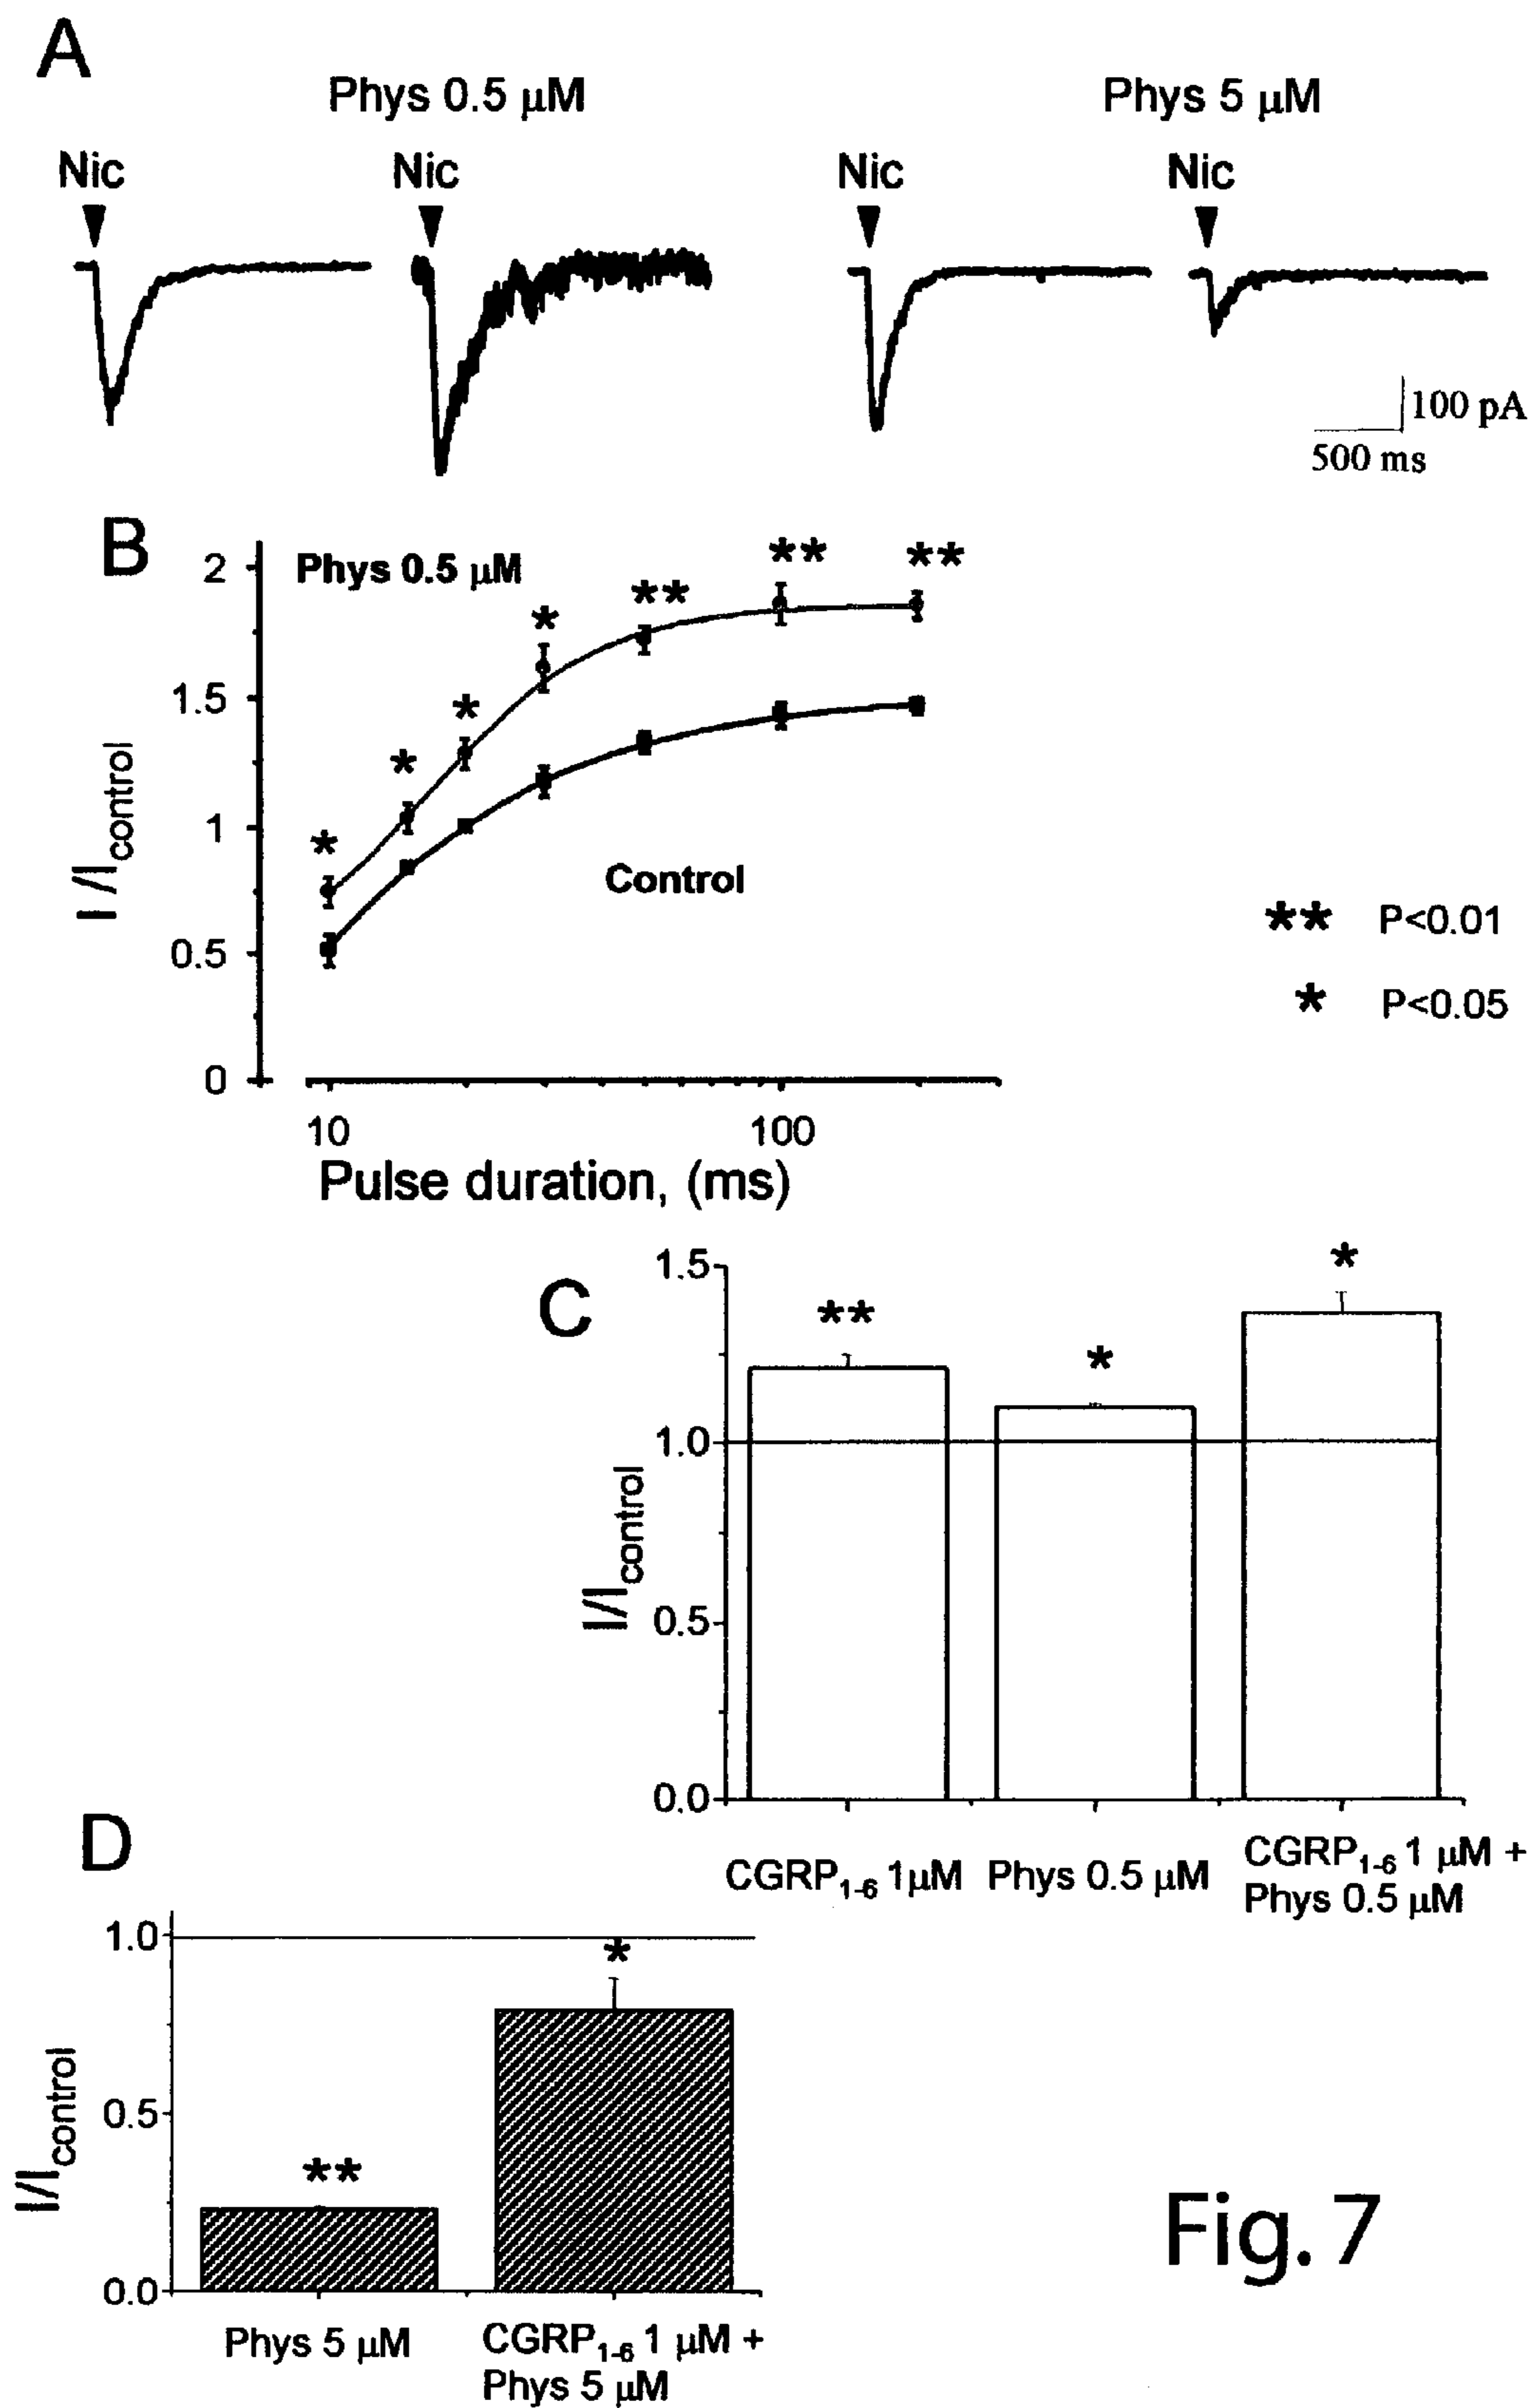 A
Phys 0.5 μM
Phys 5 μM
Nic
Nic
Nic
Nic
100 pA
500 ms
B
Phys 0.5 μM
**
**
**
*
*
*
*
2
1.5
1
0.5
0
I /Icontrol
Control
** P<0.01
* P<0.05
10
100
Pulse duration, (ms)
C
1.5
1.0
0.5
0.0
I/Icontrol
**
*
*
CGRP1-6 1μM
Phys 0.5 μM
CGRP1-6 1 μM +
Phys 0.5 μM
D
1.0
0.5
0.0
I/Icontrol
**
*
Phys 5 μM
CGRP1-6 1 μM +
Phys 5 μM
Fig. 7